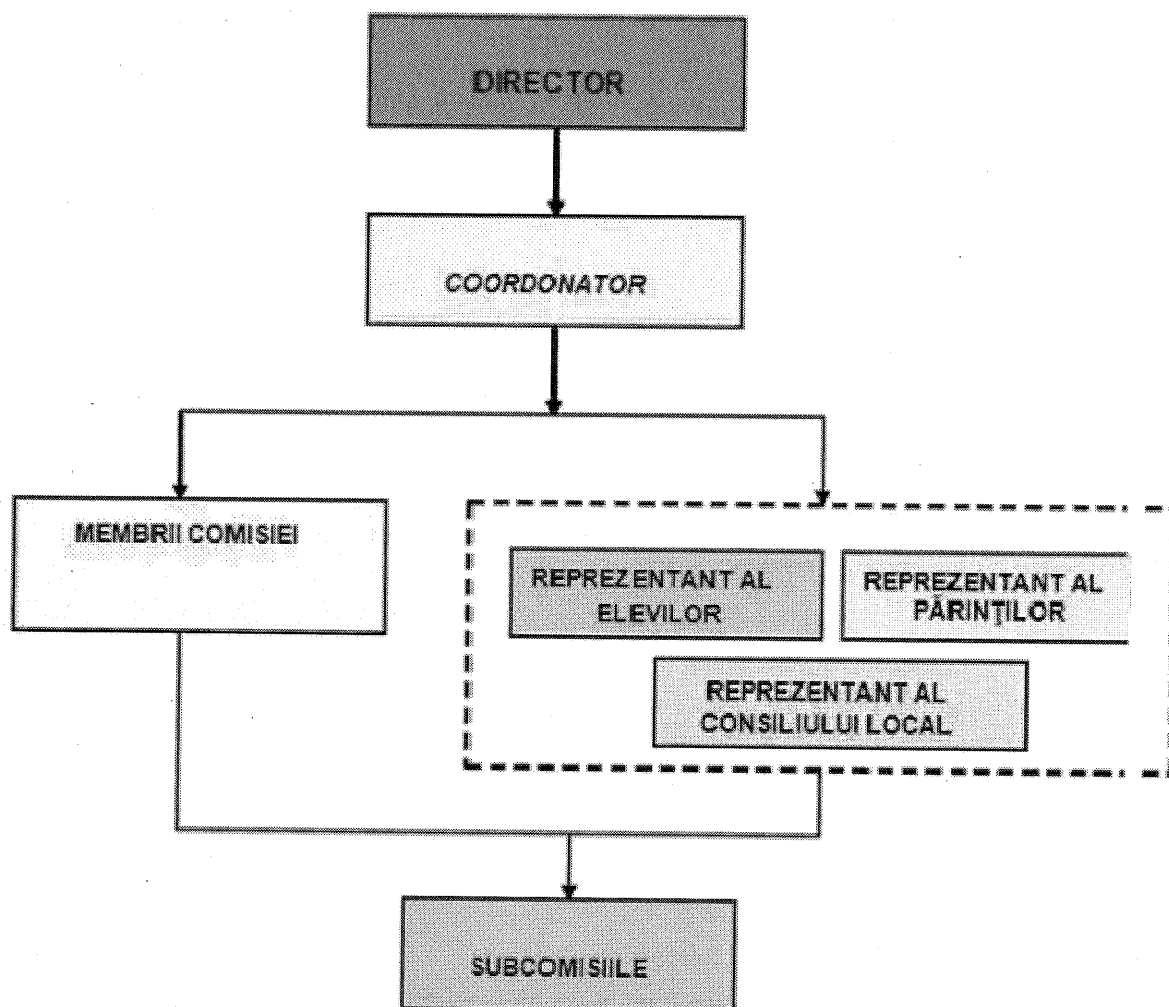 DIRECTOR
COORDONATOR
MEMBRII COMISIEI
REPREZENTANT AL
ELEVILOR
REPREZENTANT AL
PĂRINŢILOR
REPREZENTANT AL
CONSILIULUI LOCAL
SUBCOMISIILE